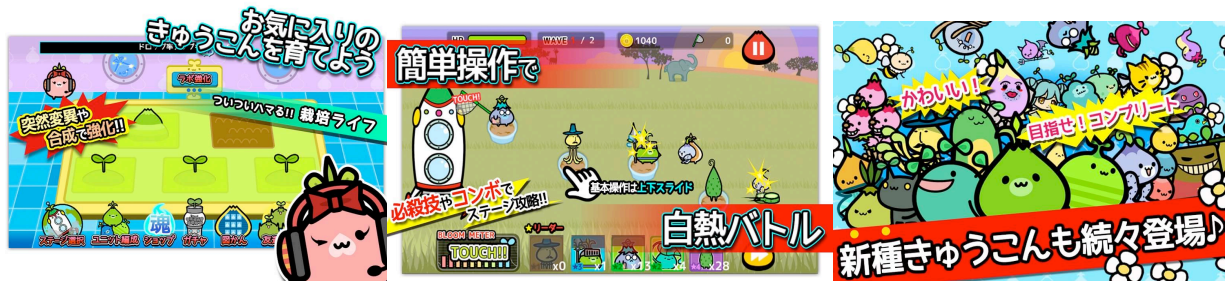 お気に入りの
きゅうこんを育てよう
ラボ強化
突然変異や
合成で強化!!
ついついハマる!! 栽培ライフ
ステージ選択
ユニット編成
ショップ
魂
ガチャ
図かん
HP
WAVE / 2
1040
0
簡単操作で
TOUCH!
基本操作は上下スライド
必殺技やコンボで
ステージ攻略!!
白熱バトル
BLOOM METER
TOUCH!!
★リーダー
x0
x1
x13
x4
x28
かわいい!
目指せ!コンプリート
新種きゅうこんも続々登場♪